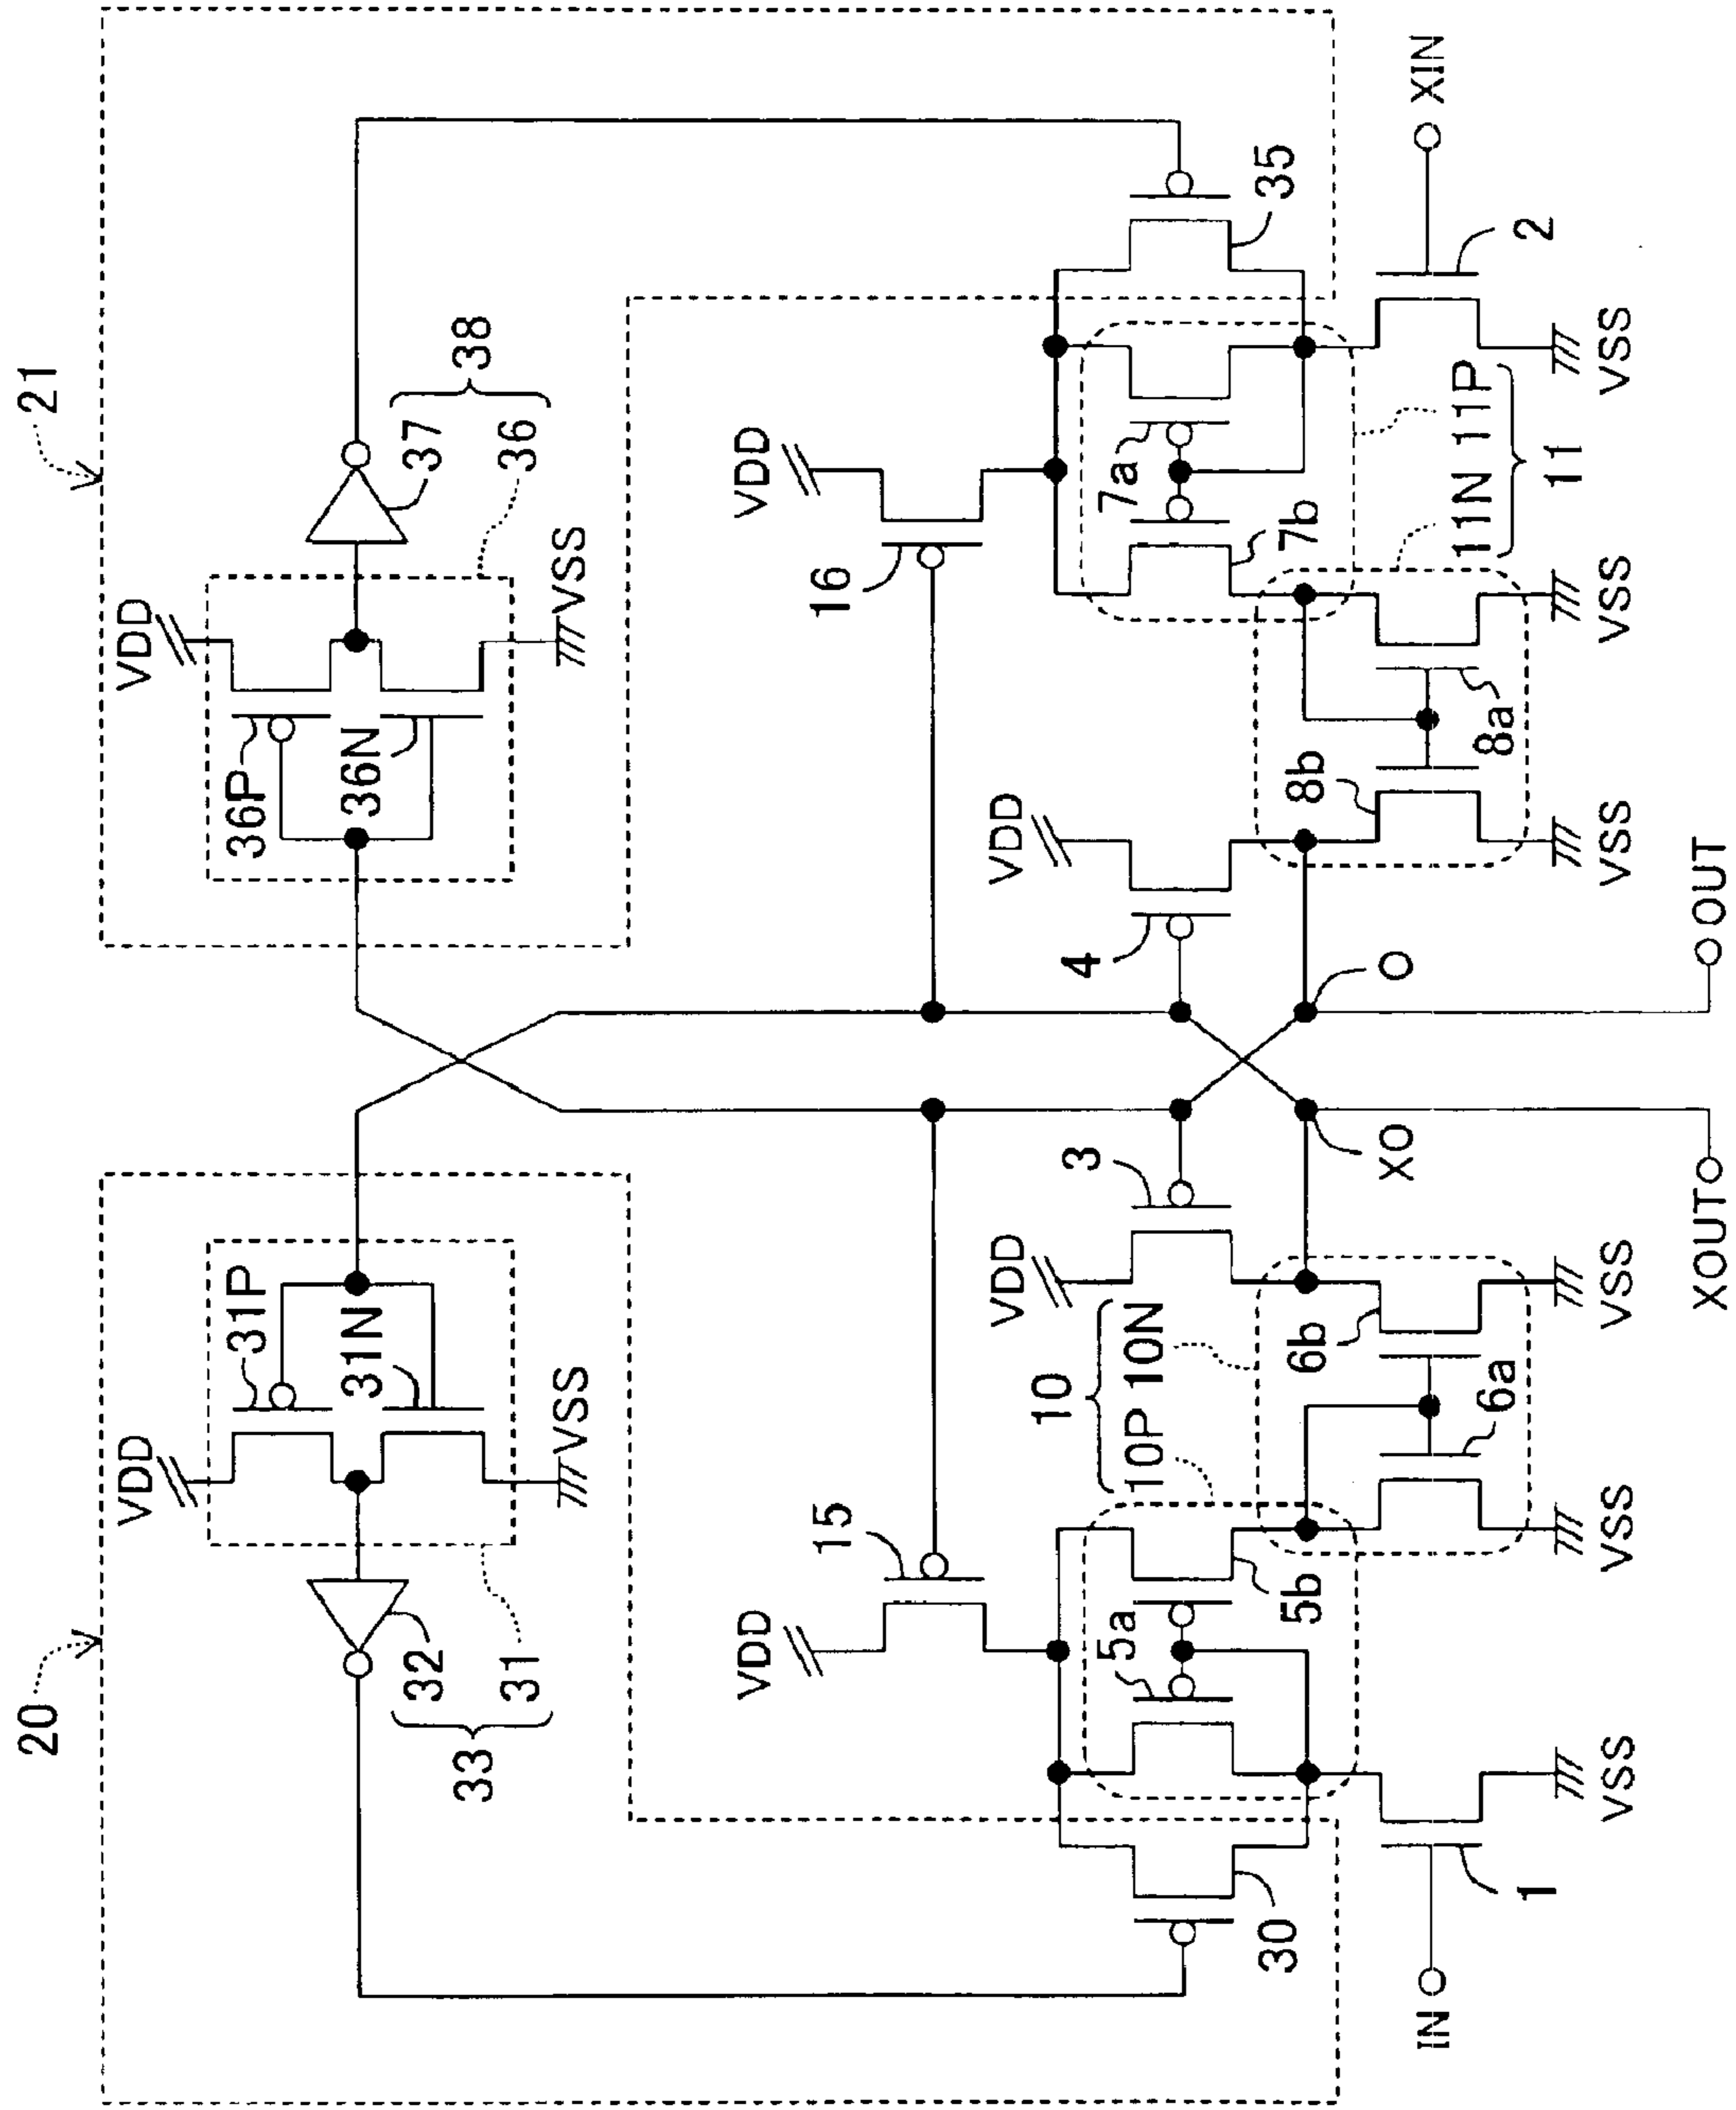 20
21
VDD
31P
31N
VSS
32
31
33
VDD
36P
36N
VSS
37
36
38
VDD
15
VDD
16
10
10P 10N
VDD
3
VDD
4
5a
5b
7a
7b
30
35
6b
6a
8b
8a
XO
O
11N 11P
11
IN
1
XIN
2
VSS
VSS
VSS
VSS
VSS
VSS
XOUT
OUT